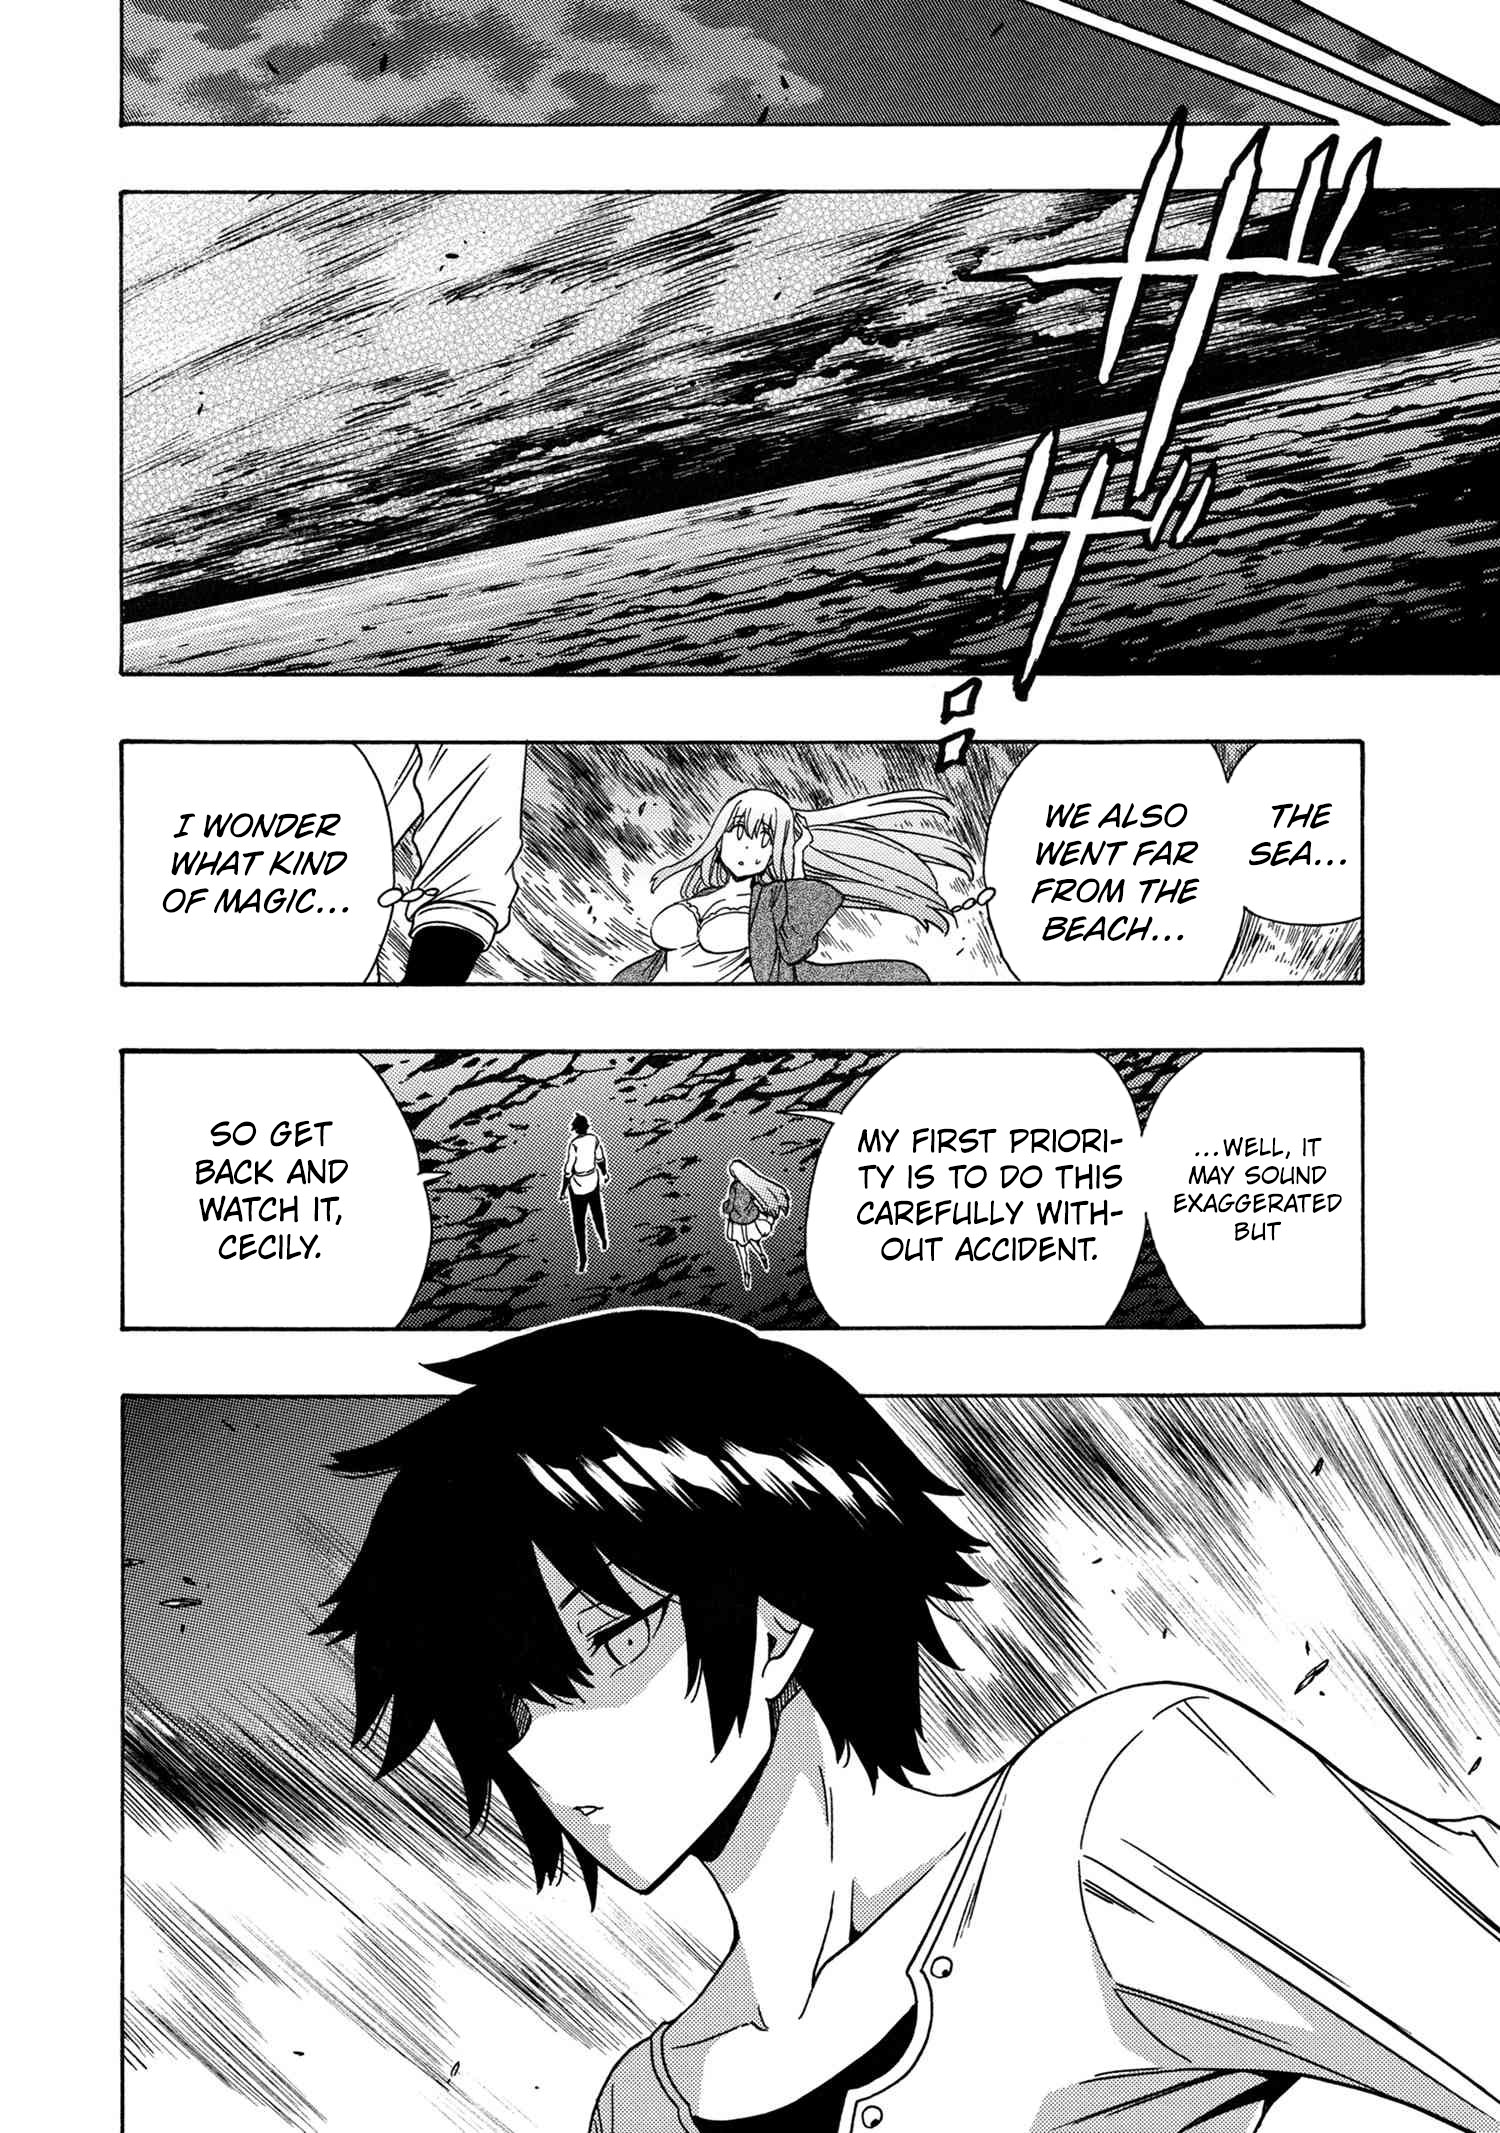 ザザ
ザザ…
THE
SEA...
WE ALSO
WENT FAR
FROM THE
BEACH...
I WONDER
WHAT KIND
OF MAGIC...
...WELL, IT
MAY SOUND
EXAGGERATED
BUT
MY FIRST PRIORI-
TY IS TO DO THIS
CAREFULLY WITH-
OUT ACCIDENT.
SO GET
BACK AND
WATCH IT,
CECILY.